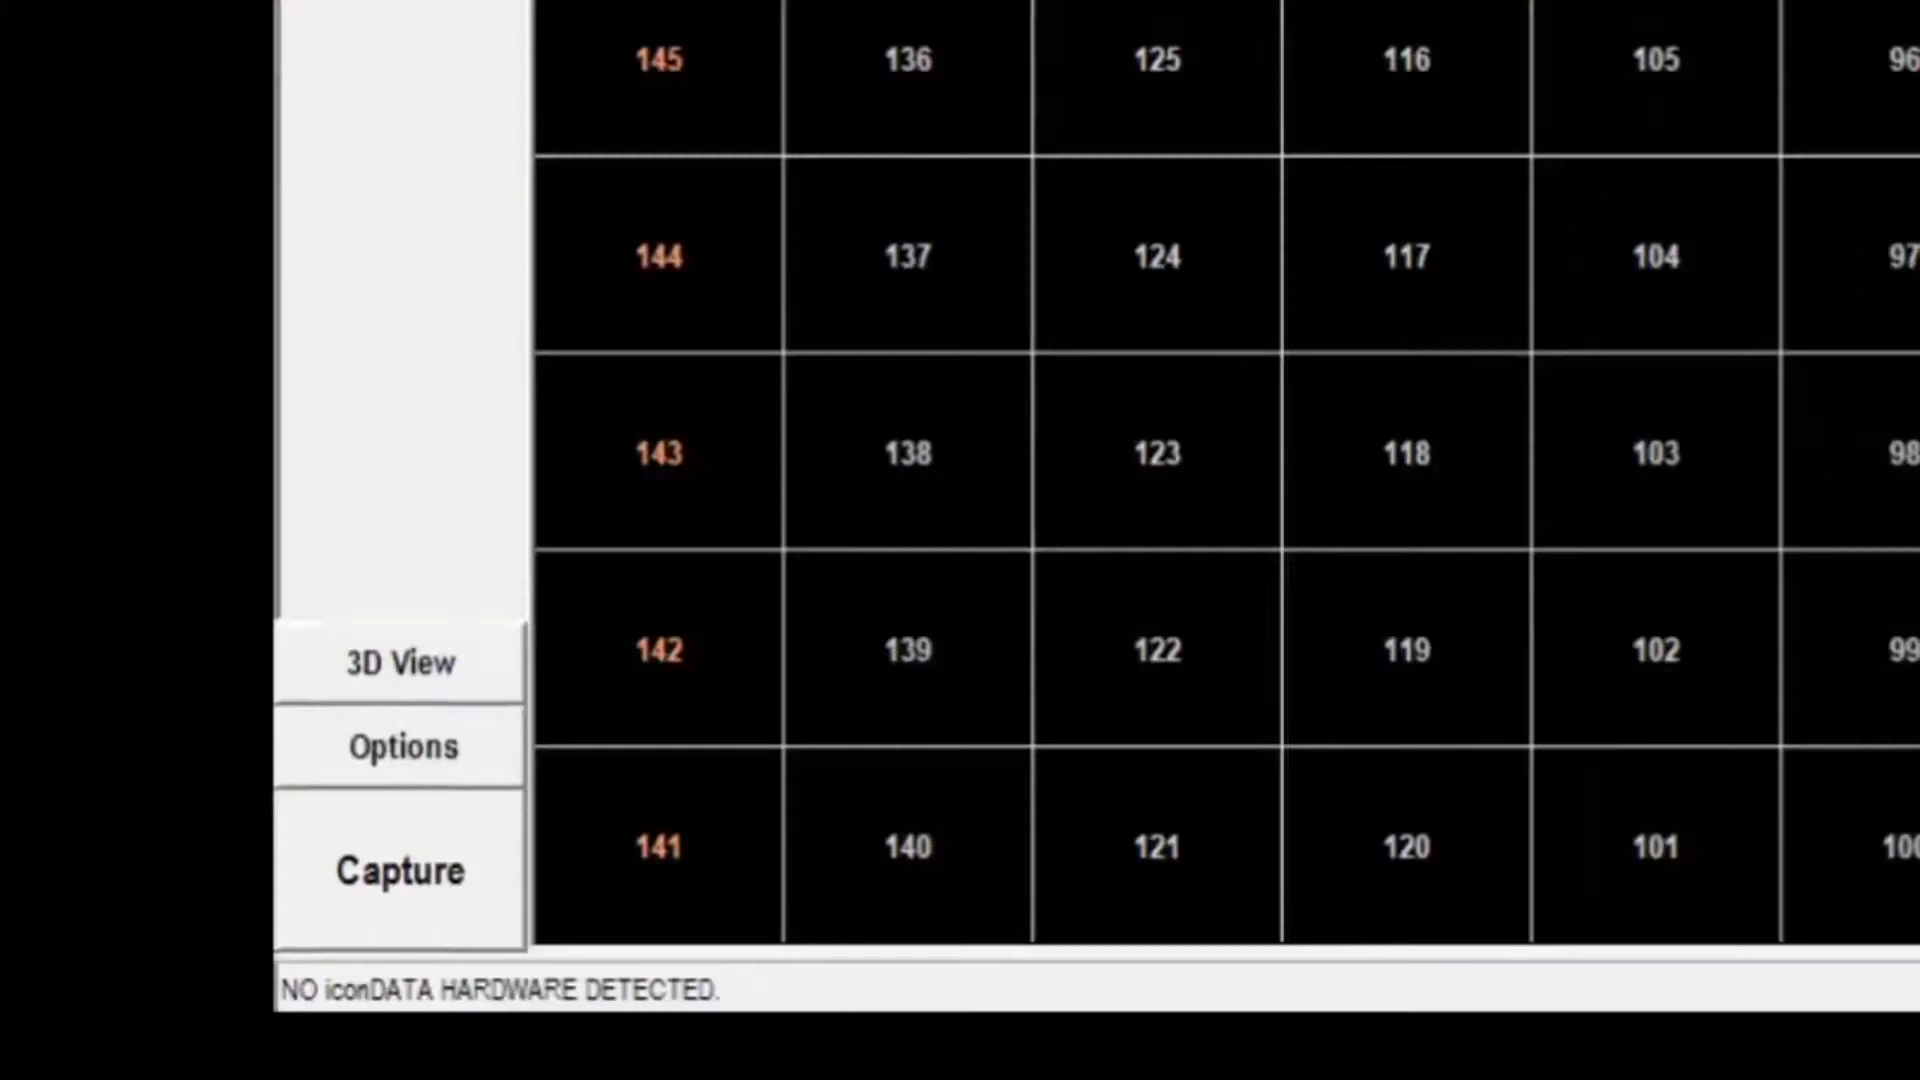 145 136 125 116 105 96
144 137 124 117 104 97
143 138 123 118 103 98
142 139 122 119 102 99
141 140 121 120 101 100
3D View
Options
Capture
NO iconDATA HARDWARE DETECTED.